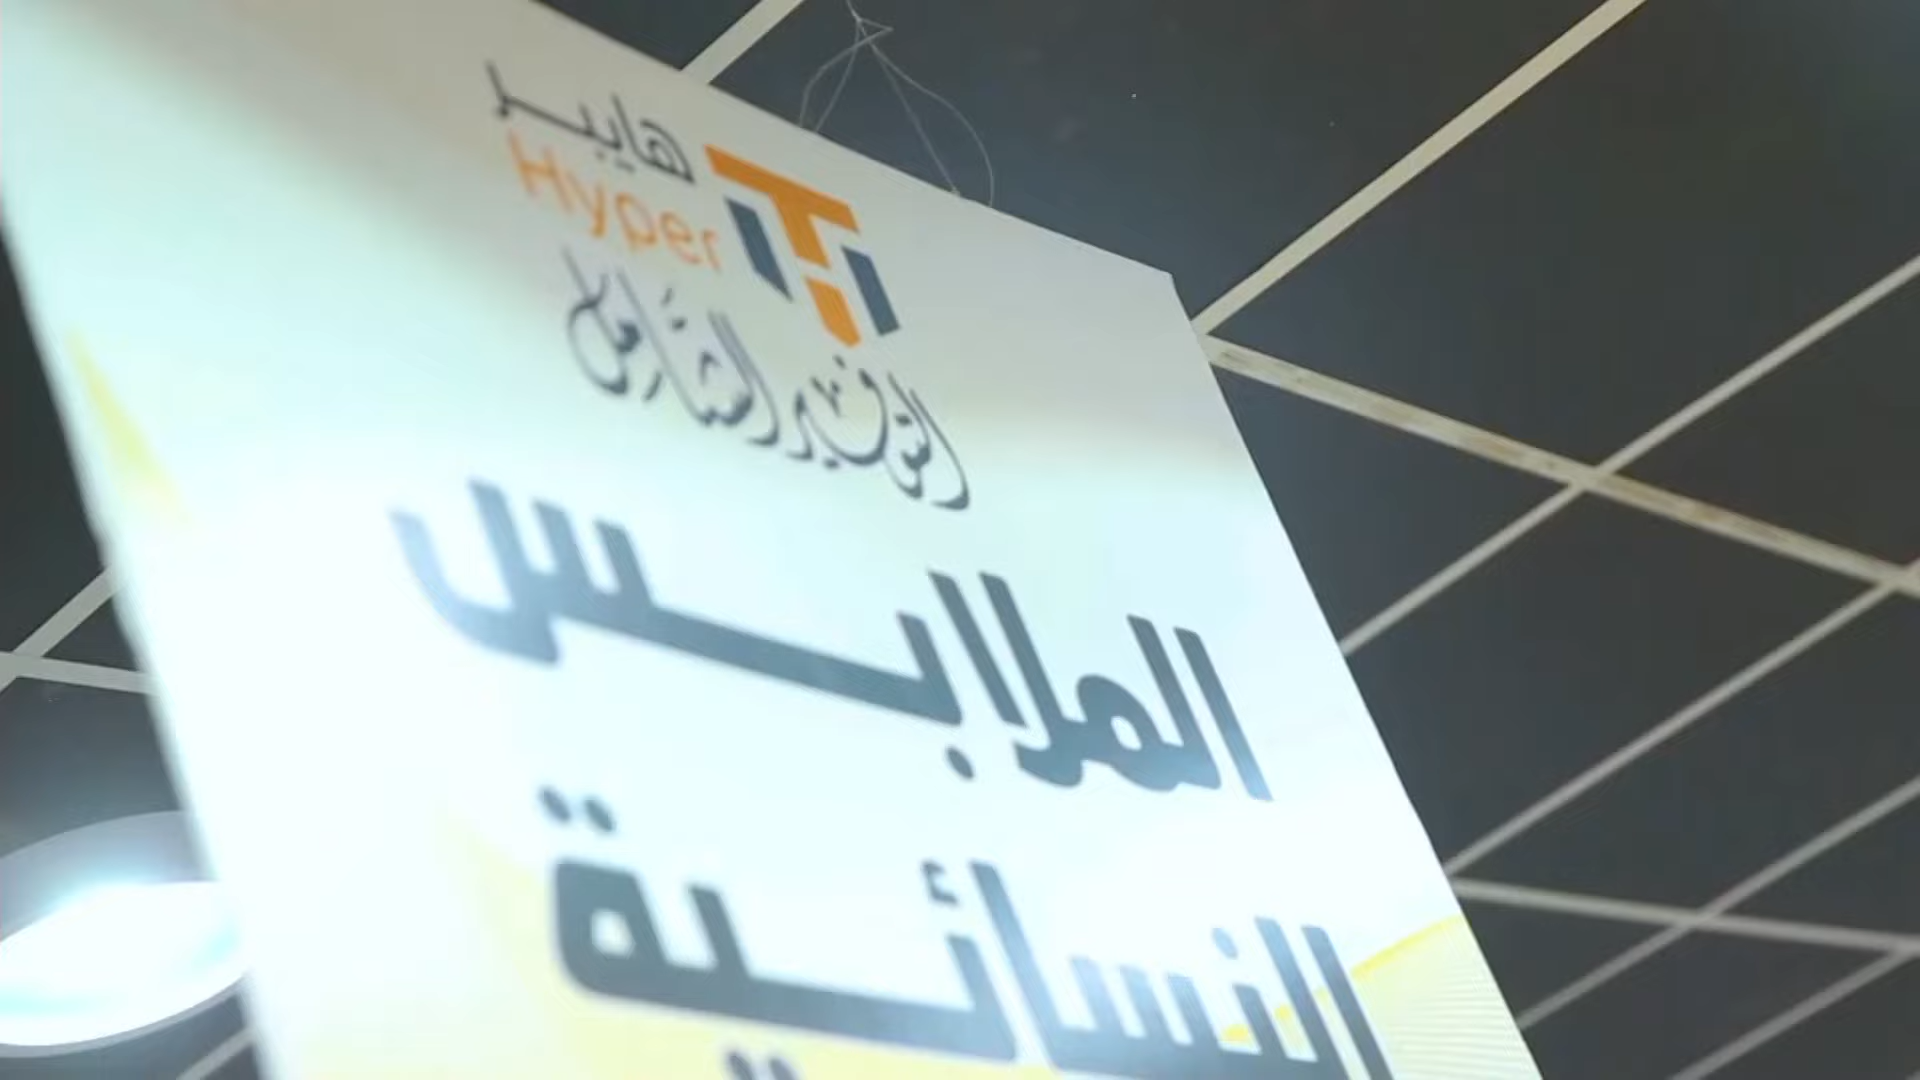 هايبر
Hyper
التوفير الشامل
الملابس
النسائية